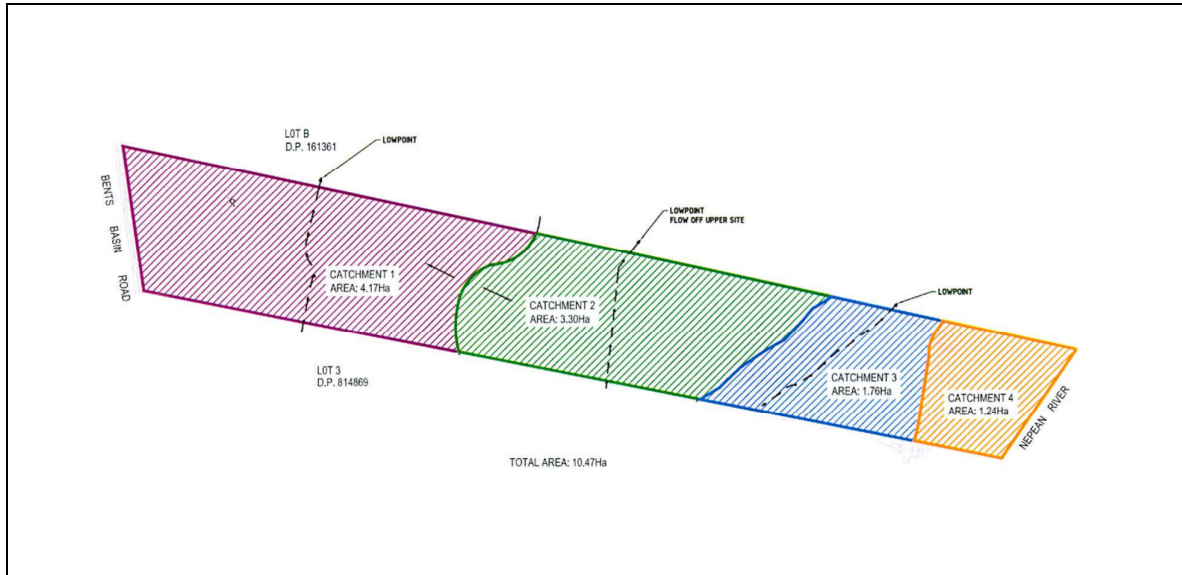 LOT B
D.P. 161361
LOWPOINT
BENTS BASIN ROAD
LOWPOINT
FLOW OFF UPPER SITE
CATCHMENT 1
AREA: 4.17Ha
CATCHMENT 2
AREA: 3.30Ha
LOWPOINT
LOT 3
D.P. 814869
CATCHMENT 3
AREA: 1.76Ha
CATCHMENT 4
AREA: 1.24Ha
NEPEAN RIVER
TOTAL AREA: 10.47Ha